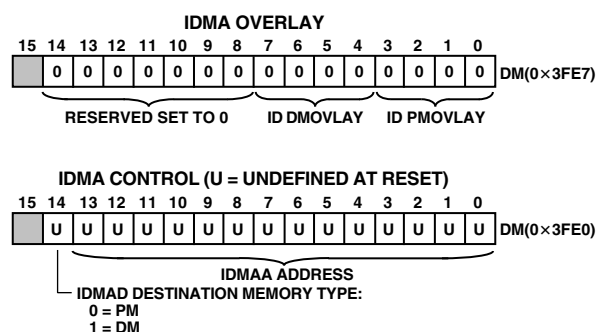 IDMA OVERLAY
15 14 13 12 11 10 9 8 7 6 5 4 3 2 1 0
0 0 0 0 0 0 0 0 0 0 0 0 0 0 0 DM(0×3FE7)
RESERVED SET TO 0 ID DMOVLAY ID PMOVLAY
IDMA CONTROL (U = UNDEFINED AT RESET)
15 14 13 12 11 10 9 8 7 6 5 4 3 2 1 0
U U U U U U U U U U U U U U U DM(0×3FE0)
IDMAA ADDRESS
IDMAD DESTINATION MEMORY TYPE:
0 = PM
1 = DM